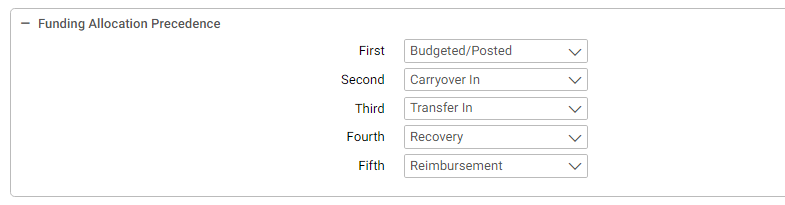 Funding Allocation Precedence
First Budgeted/Posted
Second Carryover In
Third Transfer In
Fourth Recovery
Fifth Reimbursement